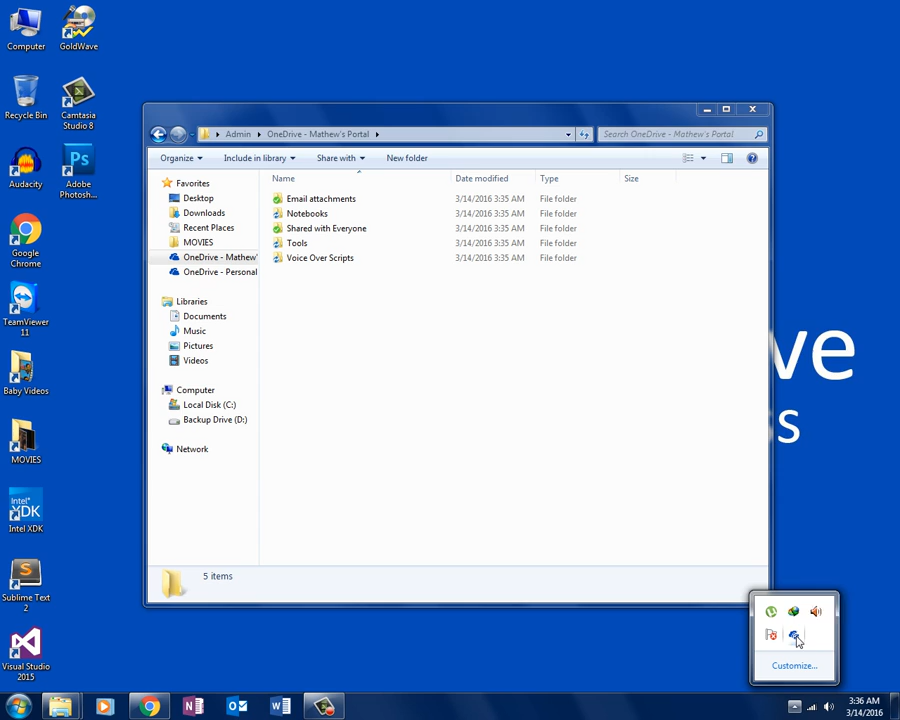 Computer
GoldWave
Recycle Bin
Camtasia
Studio 8
Audacity
Adobe
Photosh...
Google
Chrome
TeamViewer
11
Baby Videos
MOVIES
Intel XDK
Sublime Text
2
Visual Studio
2015
Admin
OneDrive - Mathew's Portal
Search OneDrive - Mathew's Portal
Organize
Include in library
Share with
New folder
Favorites
Desktop
Downloads
Recent Places
MOVIES
OneDrive - Mathew'
OneDrive - Personal
Libraries
Documents
Music
Pictures
Videos
Computer
Local Disk (C:)
Backup Drive (D:)
Network
Name Date modified Type Size
Email attachments 3/14/2016 3:35 AM File folder
Notebooks 3/14/2016 3:35 AM File folder
Shared with Everyone 3/14/2016 3:35 AM File folder
Tools 3/14/2016 3:35 AM File folder
Voice Over Scripts 3/14/2016 3:35 AM File folder
5 items
ve
s
Customize...
3:36 AM
3/14/2016